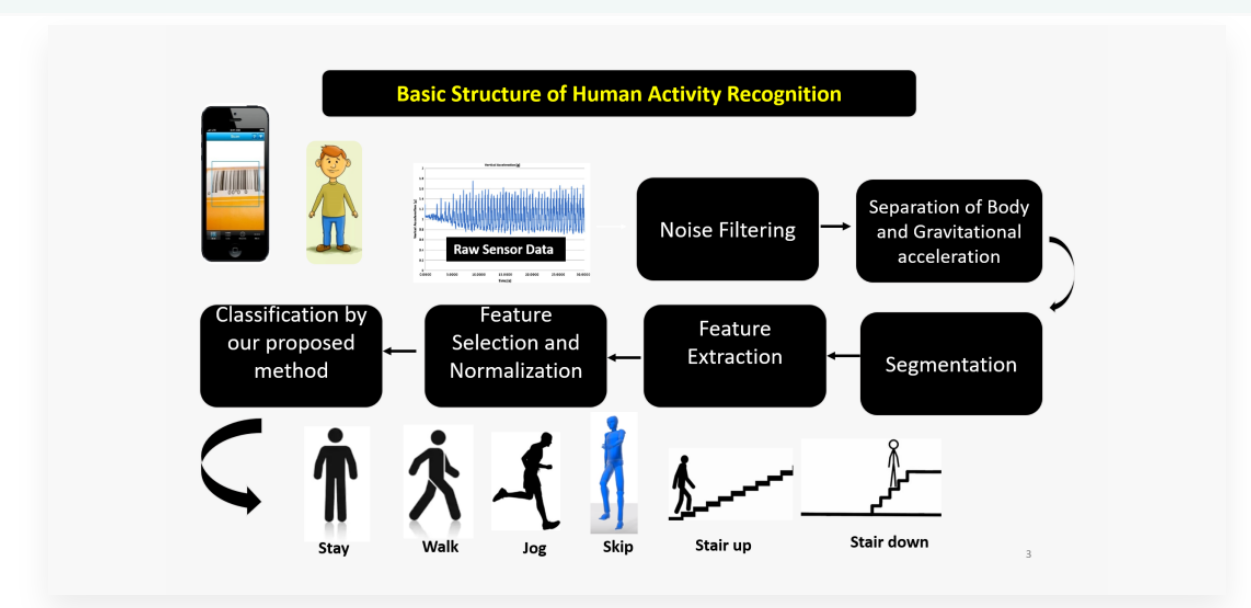 Basic Structure of Human Activity Recognition
Raw Sensor Data
Noise Filtering
Separation of Body
and Gravitational
acceleration
Segmentation
Feature
Extraction
Feature
Selection and
Normalization
Classification by
our proposed
method
Stay
Walk
Jog
Skip
Stair up
Stair down
3